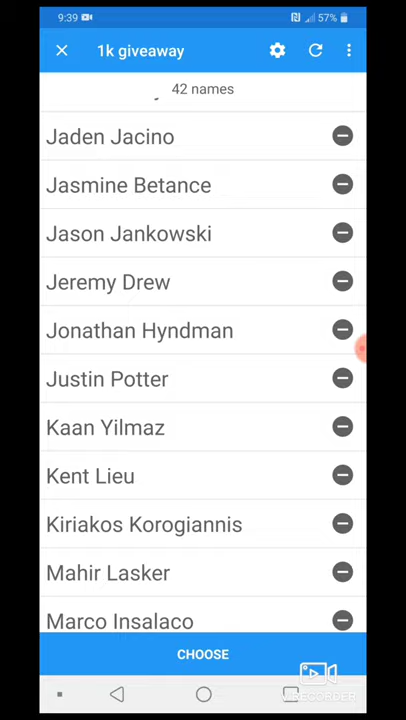 9:39 57%
1k giveaway
42 names
Jaden Jacino
Jasmine Betance
Jason Jankowski
Jeremy Drew
Jonathan Hyndman
Justin Potter
Kaan Yilmaz
Kent Lieu
Kiriakos Korogiannis
Mahir Lasker
Marco Insalaco
CHOOSE
RECORDER